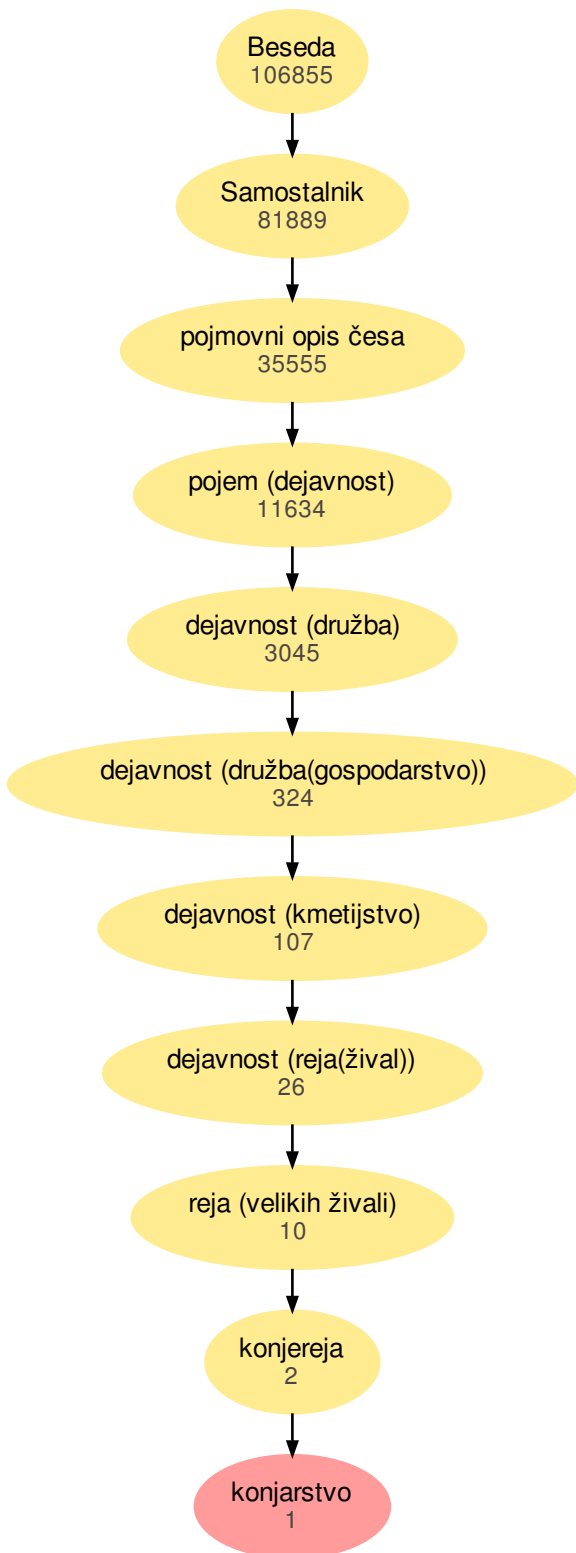 Beseda
106855
Samostalnik
81889
pojmovni opis česa
35555
pojem (dejavnost)
11634
dejavnost (družba)
3045
dejavnost (družba(gospodarstvo))
324
dejavnost (kmetijstvo)
107
dejavnost (reja(žival))
26
reja (velikih živali)
10
konjereja
2
konjarstvo
1